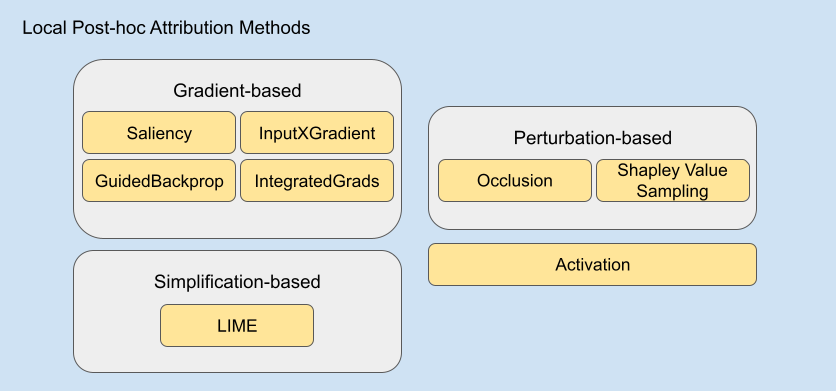 Local Post-hoc Attribution Methods
Gradient-based
Saliency
InputXGradient
GuidedBackprop
IntegratedGrads
Perturbation-based
Occlusion
Shapley Value
Sampling
Simplification-based
LIME
Activation